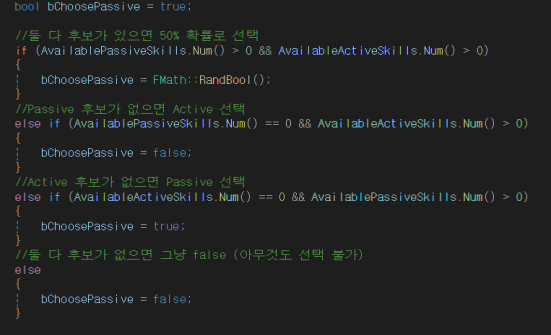 bool bChoosePassive = true;
//둘 다 후보가 있으면 50% 확률로 선택
if (AvailablePassiveSkills.Num() > 0 && AvailableActiveSkills.Num() > 0)
{
bChoosePassive = FMath::RandBool();
}
//Passive 후보가 없으면 Active 선택
else if (AvailablePassiveSkills.Num() == 0 && AvailableActiveSkills.Num() > 0)
{
bChoosePassive = false;
}
//Active 후보가 없으면 Passive 선택
else if (AvailableActiveSkills.Num() == 0 && AvailablePassiveSkills.Num() > 0)
{
bChoosePassive = true;
}
//둘 다 후보가 없으면 그냥 false (아무것도 선택 불가)
else
{
bChoosePassive = false;
}